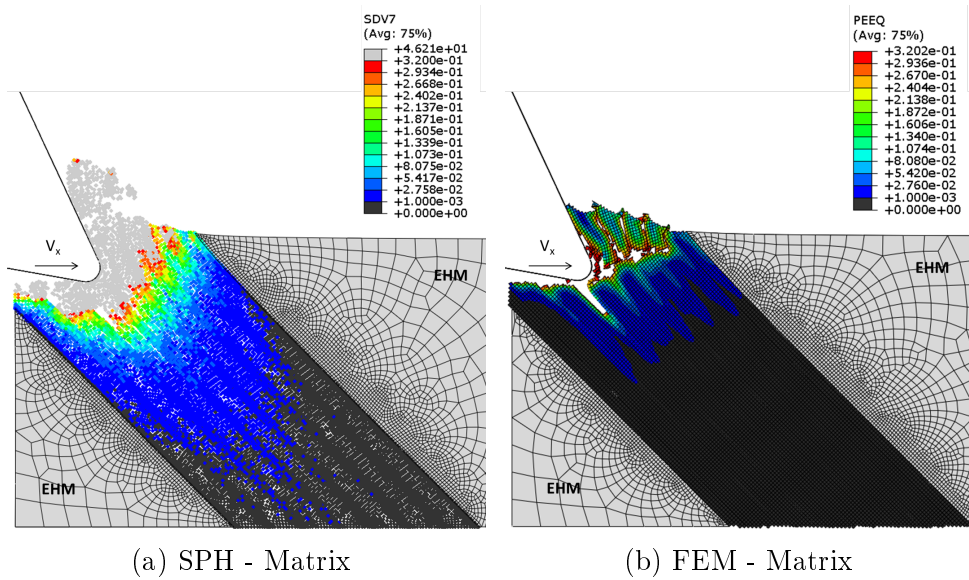 SDV7
(Avg: 75%)
+4.621e+01
+3.200e-01
+2.934e-01
+2.668e-01
+2.402e-01
+2.137e-01
+1.871e-01
+1.605e-01
+1.339e-01
+1.073e-01
+8.075e-02
+5.417e-02
+2.758e-02
+1.000e-03
+0.000e+00
Vx
EHM
EHM
(a) SPH - Matrix
PEEQ
(Avg: 75%)
+3.202e-01
+2.936e-01
+2.670e-01
+2.404e-01
+2.138e-01
+1.872e-01
+1.606e-01
+1.340e-01
+1.074e-01
+8.080e-02
+5.420e-02
+2.760e-02
+1.000e-03
+0.000e+00
Vx
EHM
EHM
(b) FEM - Matrix